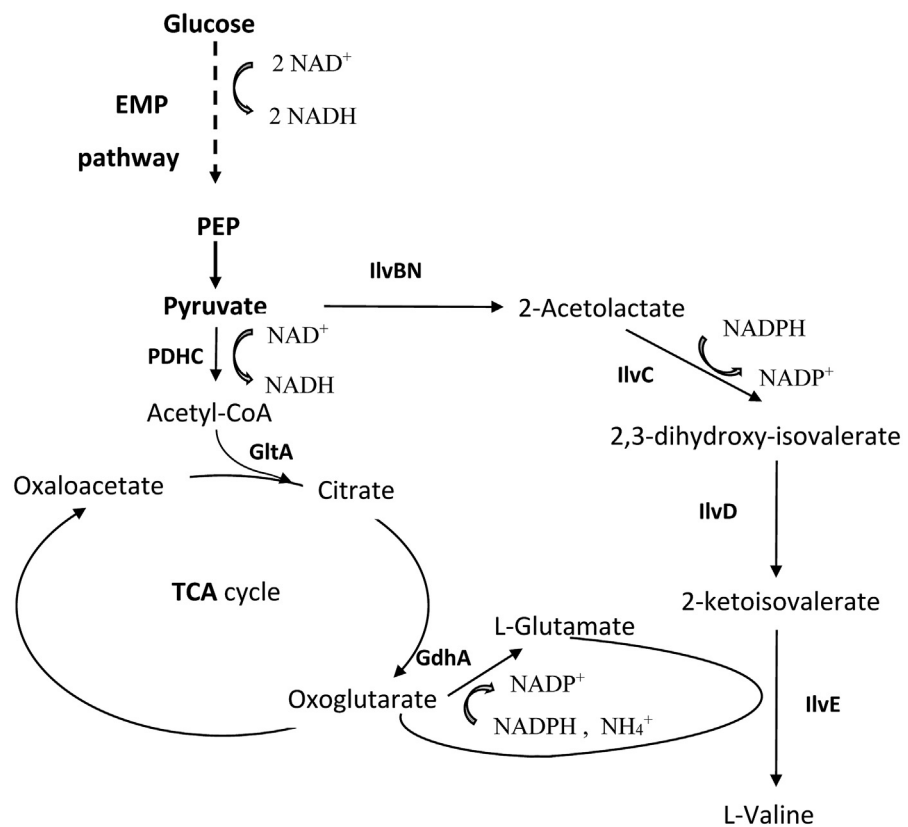 Glucose
2 NAD⁺
EMP
2 NADH
pathway
PEP
IlvBN
Pyruvate
2-Acetolactate
NAD⁺
NADPH
PDHC
IlvC
NADP⁺
NADH
Acetyl-CoA
2,3-dihydroxy-isovalerate
GltA
Oxaloacetate
Citrate
IlvD
TCA cycle
2-ketoisovalerate
L-Glutamate
GdhA
NADP⁺
Oxoglutarate
IlvE
NADPH , NH₄⁺
L-Valine